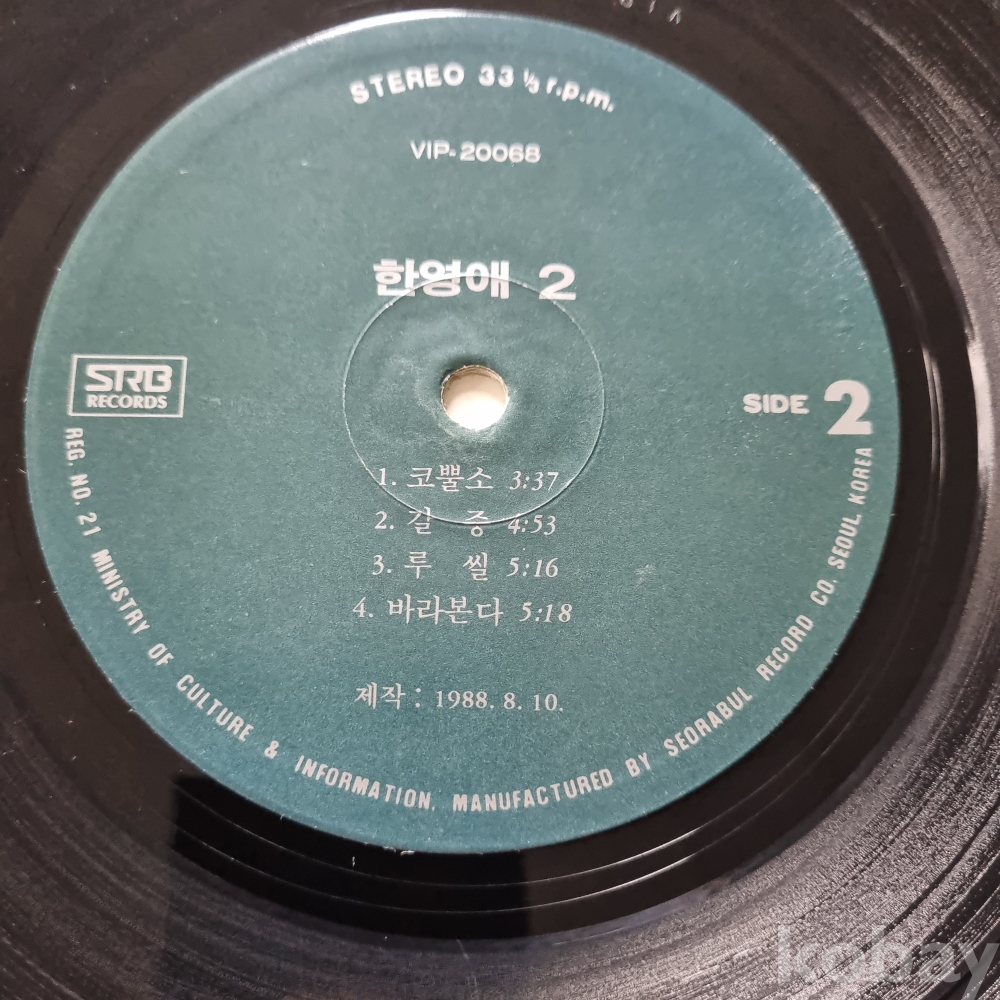 STEREO 33 ⅓ r.p.m.
VIP-20068
한영애 2
SRB
RECORDS
SIDE 2
1. 코뿔소 3:37
2. 갈 증 4:53
3. 루 씰 5:16
4. 바라본다 5:18
제작 : 1988. 8. 10.
REG. NO. 21 MINISTRY OF CULTURE & INFORMATION. MANUFACTURED BY SEORABUL RECORD CO. SEOUL KOREA
kobay